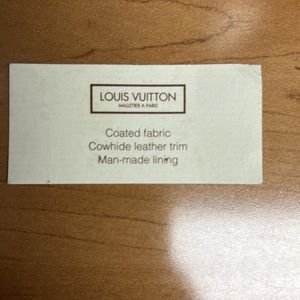 LOUIS VUITTON
MALLETIER A PARIS
Coated fabric
Cowhide leather trim
Man-made lining